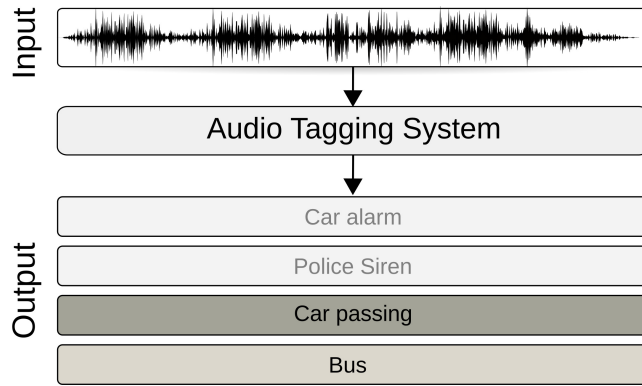 Input
Audio Tagging System
Output
Car alarm
Police Siren
Car passing
Bus